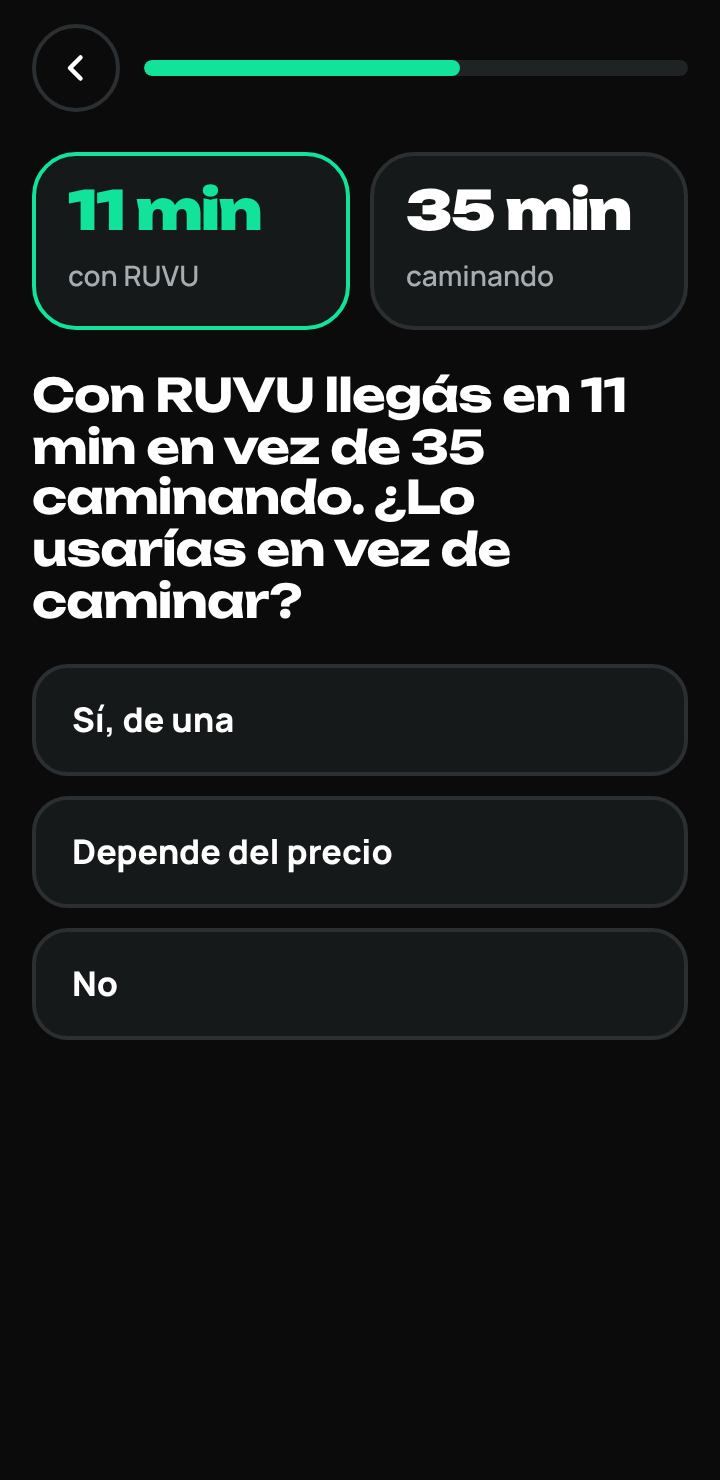 11 min
con RUVU
35 min
caminando
Con RUVU llegás en 11
min en vez de 35
caminando. ¿Lo
usarías en vez de
caminar?
Sí, de una
Depende del precio
No